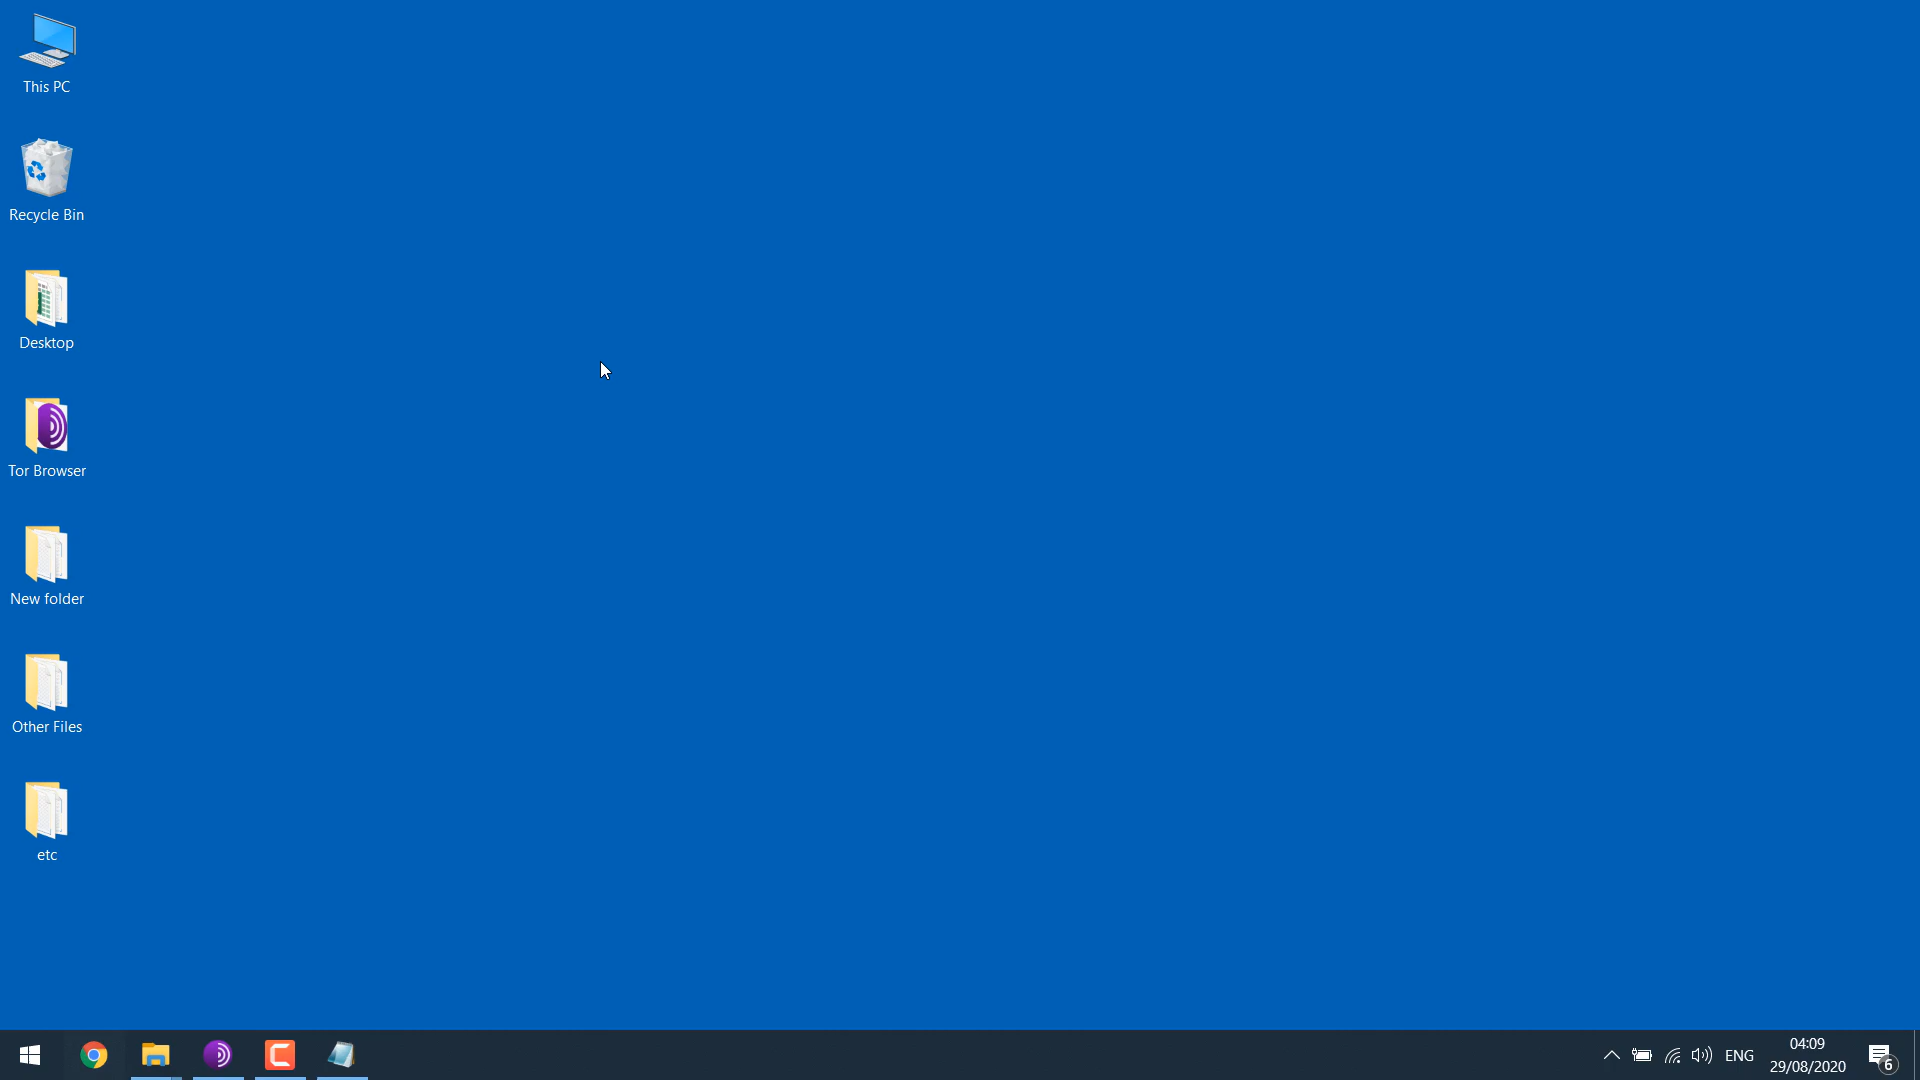 This PC
Recycle Bin
Desktop
Tor Browser
New folder
Other Files
etc
ENG
04:09
29/08/2020
6